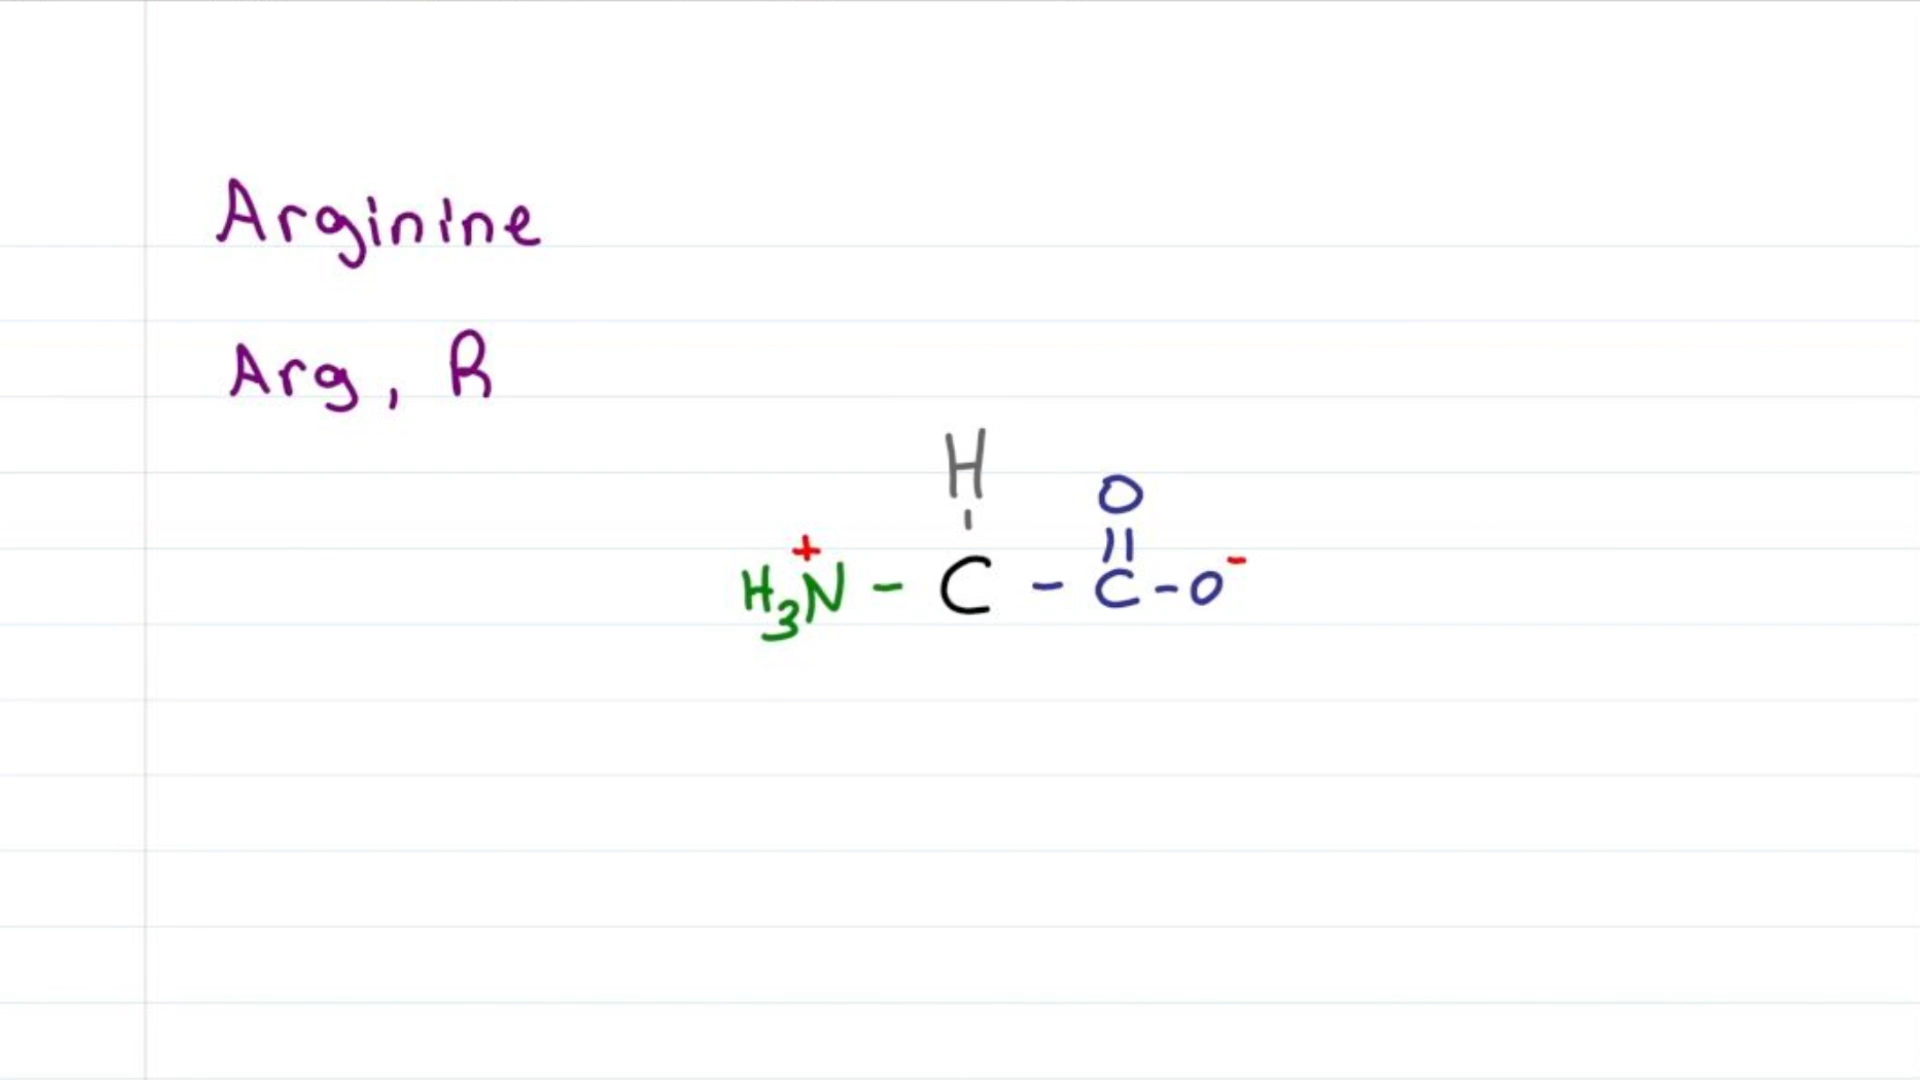 Arginine
Arg, R
H
O
H₃N⁺ - C - C - O⁻